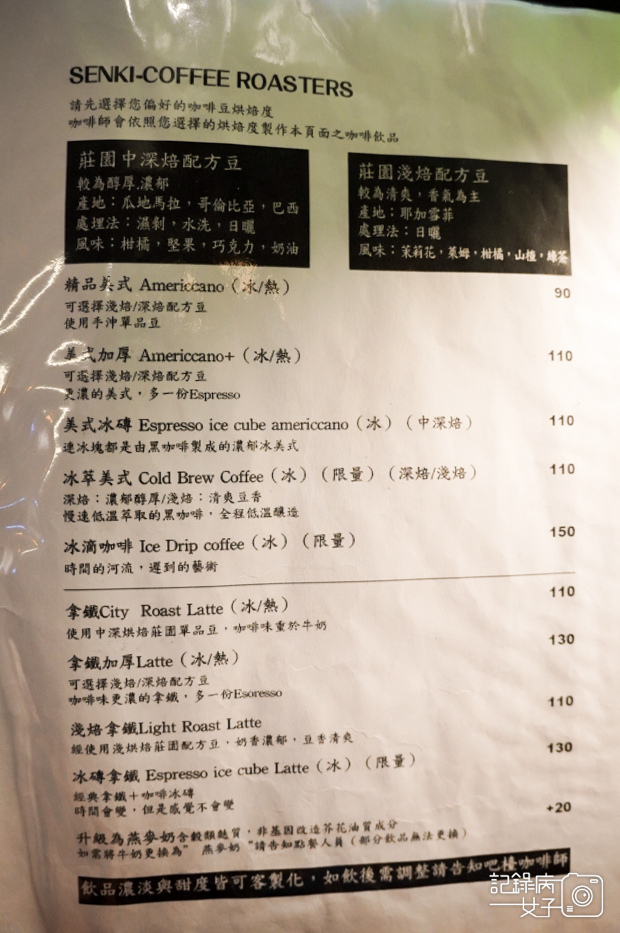 SENKI-COFFEE ROASTERS
請先選擇您偏好的咖啡豆烘焙度
咖啡師會依照您選擇的烘焙度製作本頁面之咖啡飲品
莊園中深焙配方豆
較為醇厚.濃郁
產地：瓜地馬拉，哥倫比亞，巴西
處理法：濕剝，水洗，日曬
風味：柑橘，堅果，巧克力，奶油
莊園淺焙配方豆
較為清爽，香氣為主
產地：耶加雪菲
處理法：日曬
風味：茉莉花，萊姆，柑橘，山楂，綠茶
精品美式 Americcano（冰/熱） 90
可選擇淺焙/深焙配方豆
使用手沖單品豆
美式加厚 Americcano+（冰/熱） 110
可選擇淺焙/深焙配方豆
更濃的美式，多一份Espresso
美式冰磚 Espresso ice cube americcano（冰）（中深焙） 110
連冰塊都是由黑咖啡製成的濃郁冰美式
冰萃美式 Cold Brew Coffee（冰）（限量）（深焙/淺焙） 110
深焙：濃郁醇厚/淺焙：清爽豆香
慢速低溫萃取的黑咖啡，全程低溫釀造
冰滴咖啡 Ice Drip coffee（冰）（限量） 150
時間的河流，遲到的藝術
拿鐵City Roast Latte（冰/熱） 110
使用中深烘焙莊園單品豆，咖啡味重於牛奶
拿鐵加厚Latte（冰/熱） 130
可選擇淺焙/深焙配方豆
咖啡味更濃的拿鐵，多一份Esoresso
淺焙拿鐵Light Roast Latte 110
經使用淺烘焙莊園配方豆，奶香濃郁，豆香清爽
冰磚拿鐵 Espresso ice cube Latte（冰）（限量） 130
經典拿鐵＋咖啡冰磚
時間會變，但是感覺不會變
升級為燕麥奶含穀類麩質，非基因改造芥花油質成分 +20
如需將牛奶更換為”燕麥奶“請告知點餐人員（部分飲品無法更換）
飲品濃淡與甜度皆可客製化，如飲後需調整請告知吧檯咖啡師
記錄病
一女子